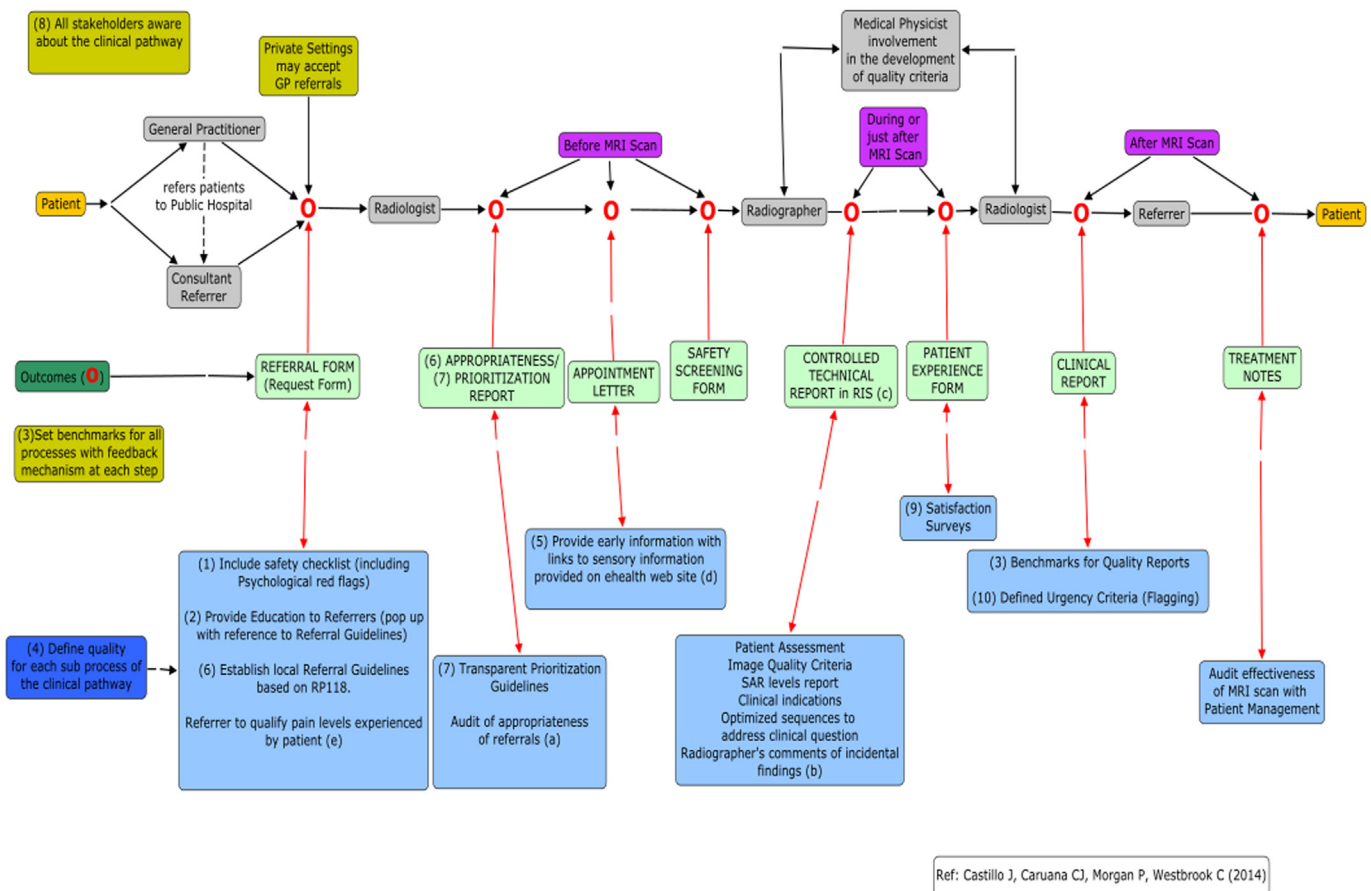 (8) All stakeholders aware
about the clinical pathway
Private Settings
may accept
GP referrals
Medical Physicist
involvement
in the development
of quality criteria
General Practitioner
Before MRI Scan
During or
just after
MRI Scan
After MRI Scan
Patient
refers patients
to Public Hospital
O
Radiologist
O
O
O
Radiographer
O
O
Radiologist
O
Referrer
O
Patient
Consultant
Referrer
Outcomes (O)
REFERRAL FORM
(Request Form)
(6) APPROPRIATENESS/
(7) PRIORITIZATION
REPORT
APPOINTMENT
LETTER
SAFETY
SCREENING
FORM
CONTROLLED
TECHNICAL
REPORT in RIS (c)
PATIENT
EXPERIENCE
FORM
CLINICAL
REPORT
TREATMENT
NOTES
(3)Set benchmarks for all
processes with feedback
mechanism at each step
(9) Satisfaction
Surveys
(5) Provide early information with
links to sensory information
provided on ehealth web site (d)
(3) Benchmarks for Quality Reports
(10) Defined Urgency Criteria (Flagging)
(4) Define quality
for each sub process of
the clinical pathway
(1) Include safety checklist (including
Psychological red flags)
(2) Provide Education to Referrers (pop up
with reference to Referral Guidelines)
(6) Establish local Referral Guidelines
based on RP118.
Referrer to qualify pain levels experienced
by patient (e)
(7) Transparent Prioritization
Guidelines
Audit of appropriateness
of referrals (a)
Patient Assessment
Image Quality Criteria
SAR levels report
Clinical indications
Optimized sequences to
address clinical question
Radiographer's comments of incidental
findings (b)
Audit effectiveness
of MRI scan with
Patient Management
Ref: Castillo J, Caruana CJ, Morgan P, Westbrook C (2014)